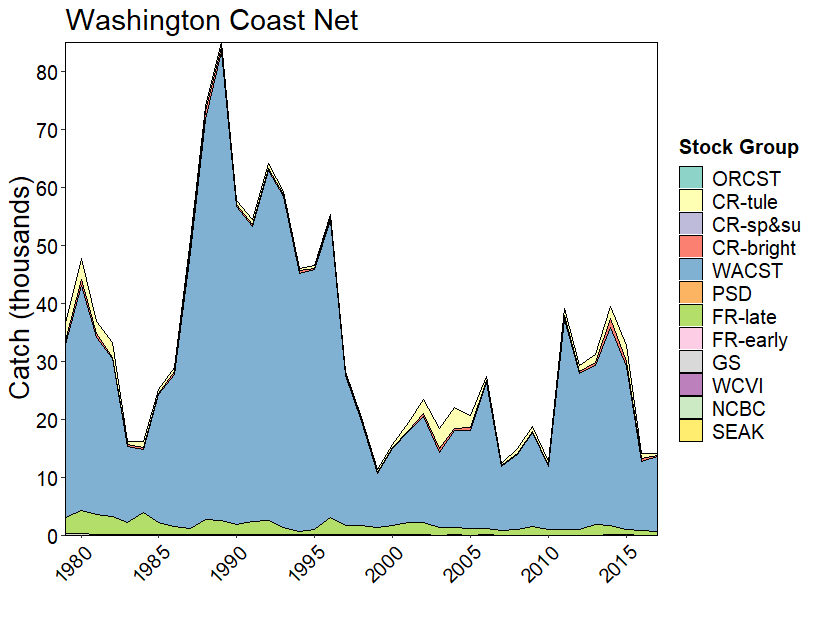 Washington Coast Net
Catch (thousands)
80
70
60
50
40
30
20
10
0
1980
1985
1990
1995
2000
2005
2010
2015
Stock Group
ORCST
CR-tule
CR-sp&su
CR-bright
WACST
PSD
FR-late
FR-early
GS
WCVI
NCBC
SEAK